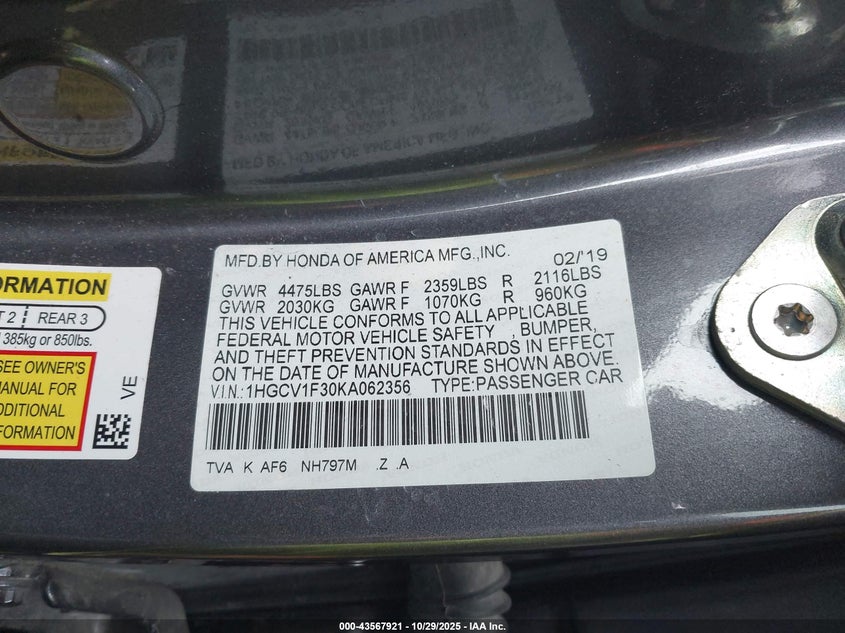 MFD.BY HONDA OF AMERICA MFG.,INC. 02/'19
GVWR 4475LBS GAWR F 2359LBS R 2116LBS
GVWR 2030KG GAWR F 1070KG R 960KG
THIS VEHICLE CONFORMS TO ALL APPLICABLE
FEDERAL MOTOR VEHICLE SAFETY , BUMPER,
AND THEFT PREVENTION STANDARDS IN EFFECT
ON THE DATE OF MANUFACTURE SHOWN ABOVE.
V.I.N.:1HGCV1F30KA062356 TYPE:PASSENGER CAR
TVA K AF6 NH797M .Z .A
ORMATION
T 2 REAR 3
385kg or 850lbs.
SEE OWNER'S
MANUAL FOR
ADDITIONAL
FORMATION
VE
000-43567921 - 10/29/2025 - IAA Inc.